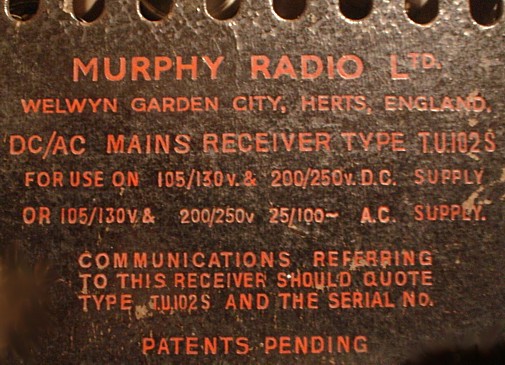 MURPHY RADIO LTD.
WELWYN GARDEN CITY, HERTS, ENGLAND.
DC/AC MAINS RECEIVER TYPE TU102S
FOR USE ON 105/130V. & 200/250V. D.C. SUPPLY
OR 105/130V. & 200/250V 25/100~ A.C. SUPPLY.
COMMUNICATIONS REFERRING
TO THIS RECEIVER SHOULD QUOTE
TYPE TU102S AND THE SERIAL NO.
PATENTS PENDING